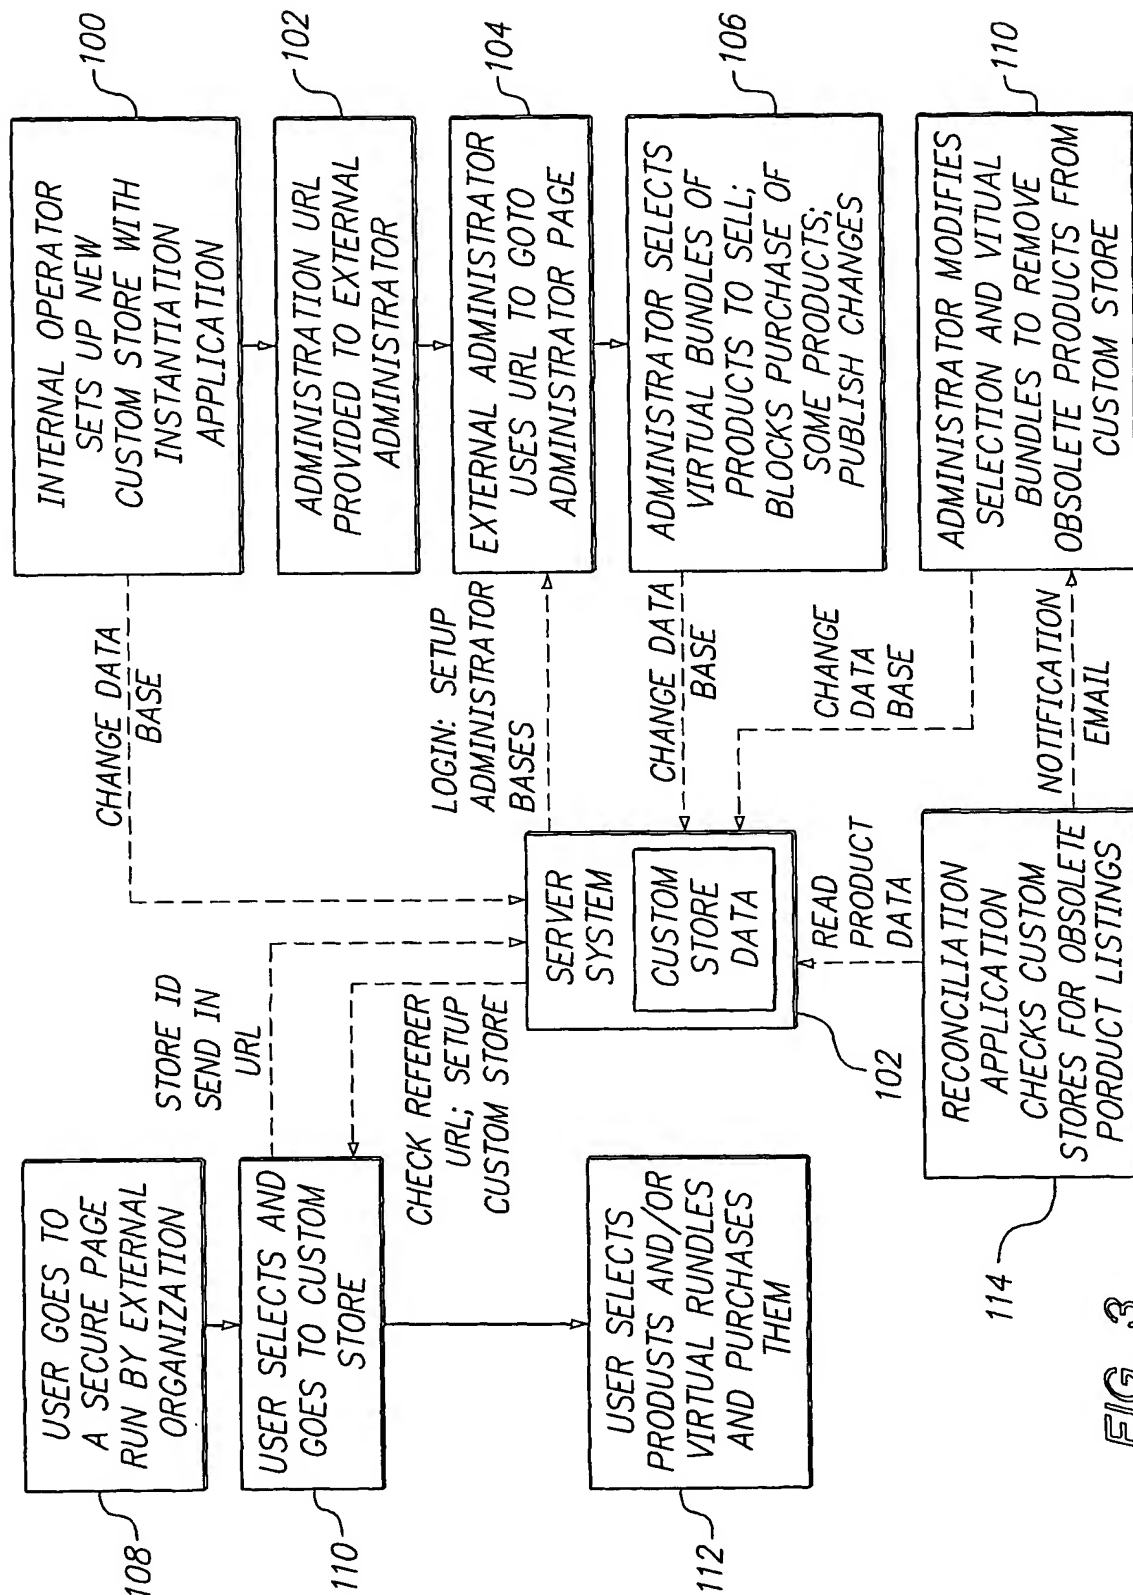 100
INTERNAL OPERATOR
SETS UP NEW
CUSTOM STORE WITH
INSTANTIATION
APPLICATION
102
ADMINISTRATION URL
PROVIDED TO EXTERNAL
ADMINISTRATOR
104
EXTERNAL ADMINISTRATOR
USES URL TO GOTO
ADMINISTRATOR PAGE
106
ADMINISTRATOR SELECTS
VIRTUAL BUNDLES OF
PRODUCTS TO SELL;
BLOCKS PURCHASE OF
SOME PRODUCTS;
PUBLISH CHANGES
110
ADMINISTRATOR MODIFIES
SELECTION AND VITUAL
BUNDLES TO REMOVE
OBSOLETE PRODUCTS FROM
CUSTOM STORE
CHANGE DATA
BASE
LOGIN: SETUP
ADMINISTRATOR
BASES
CHANGE DATA
BASE
CHANGE
DATA
BASE
NOTIFICATION
EMAIL
SERVER
SYSTEM
CUSTOM
STORE
DATA
102
READ
PRODUCT
DATA
RECONCILIATION
APPLICATION
CHECKS CUSTOM
STORES FOR OBSOLETE
PORDUCT LISTINGS
114
STORE ID
SEND IN
URL
CHECK REFERER
URL; SETUP
CUSTOM STORE
USER GOES TO
A SECURE PAGE
RUN BY EXTERNAL
ORGANIZATION
108
USER SELECTS AND
GOES TO CUSTOM
STORE
110
USER SELECTS
PRODUSTS AND/OR
VIRTUAL RUNDLES
AND PURCHASES
THEM
112
FIG. 3